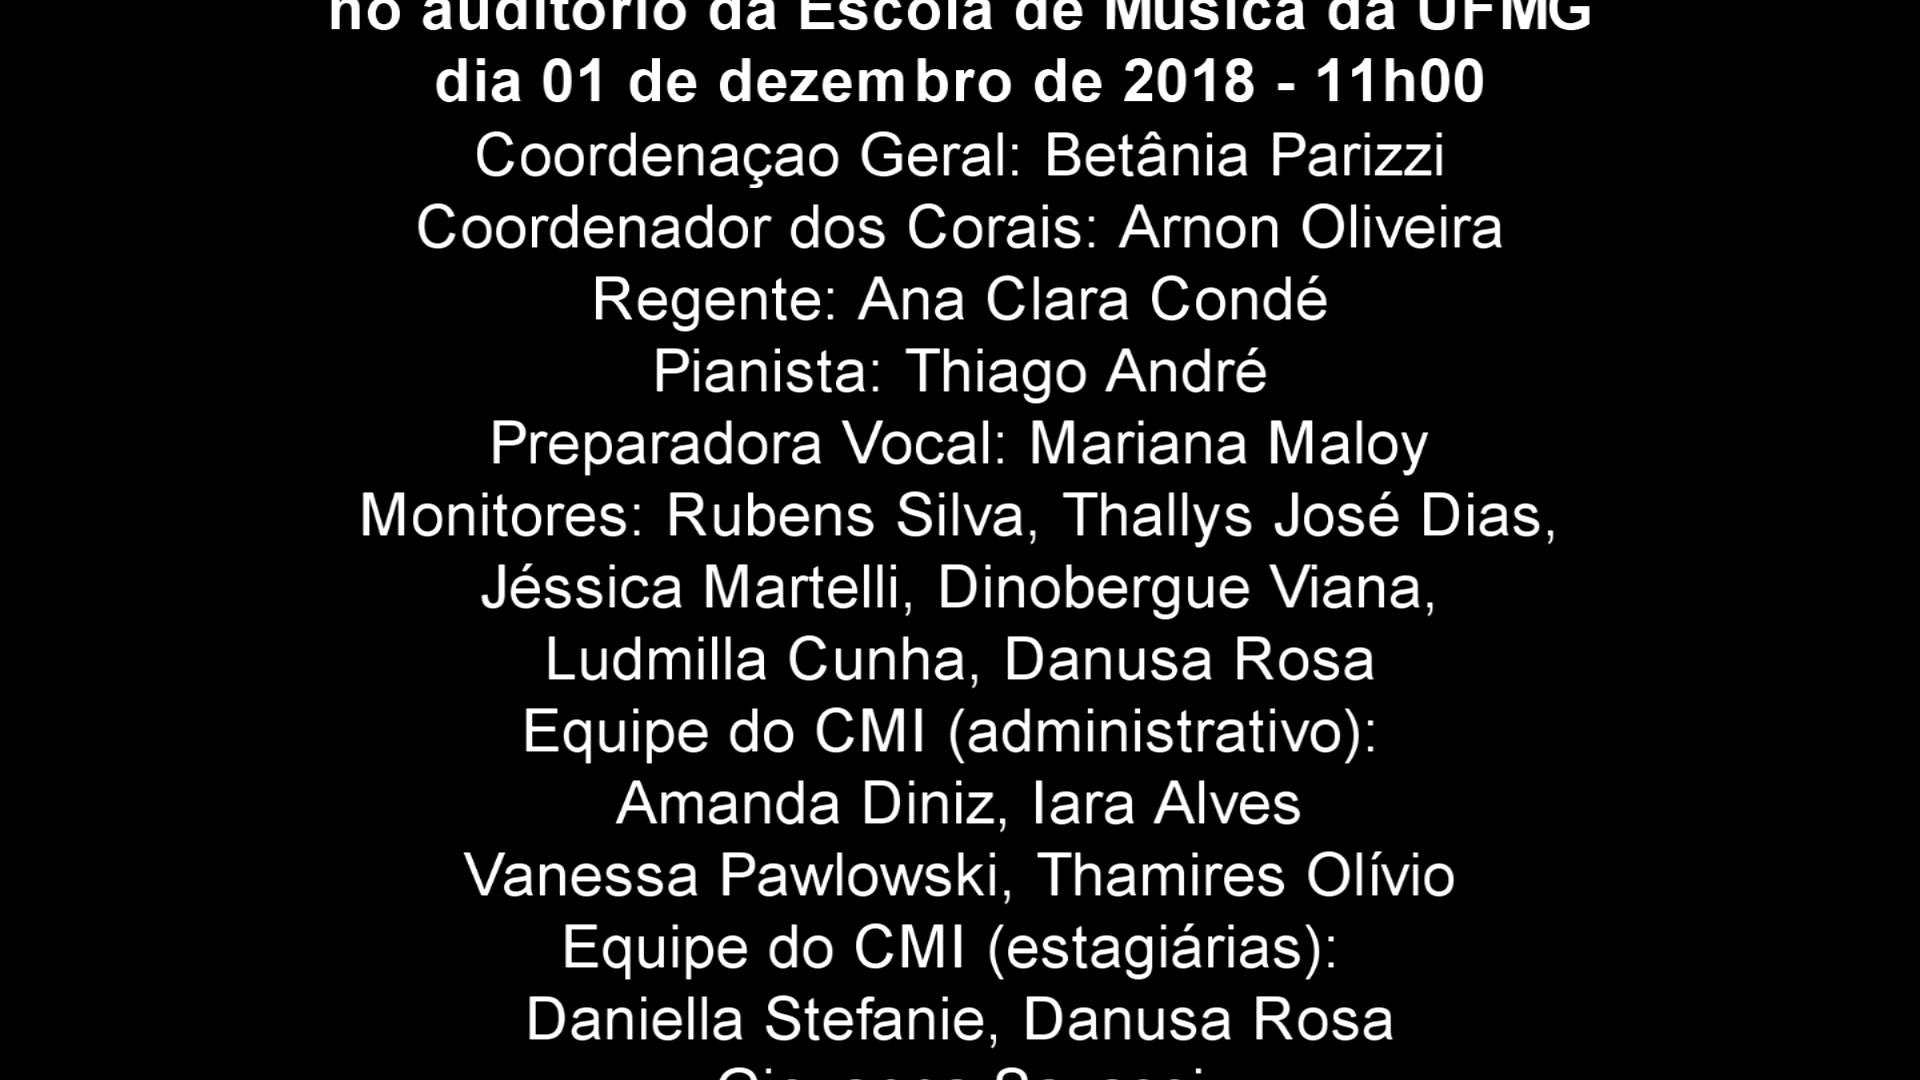 no auditório da Escola de Música da UFMG
dia 01 de dezembro de 2018 - 11h00
Coordenaçao Geral: Betânia Parizzi
Coordenador dos Corais: Arnon Oliveira
Regente: Ana Clara Condé
Pianista: Thiago André
Preparadora Vocal: Mariana Maloy
Monitores: Rubens Silva, Thallys José Dias,
Jéssica Martelli, Dinobergue Viana,
Ludmilla Cunha, Danusa Rosa
Equipe do CMI (administrativo):
Amanda Diniz, Iara Alves
Vanessa Pawlowski, Thamires Olívio
Equipe do CMI (estagiárias):
Daniella Stefanie, Danusa Rosa